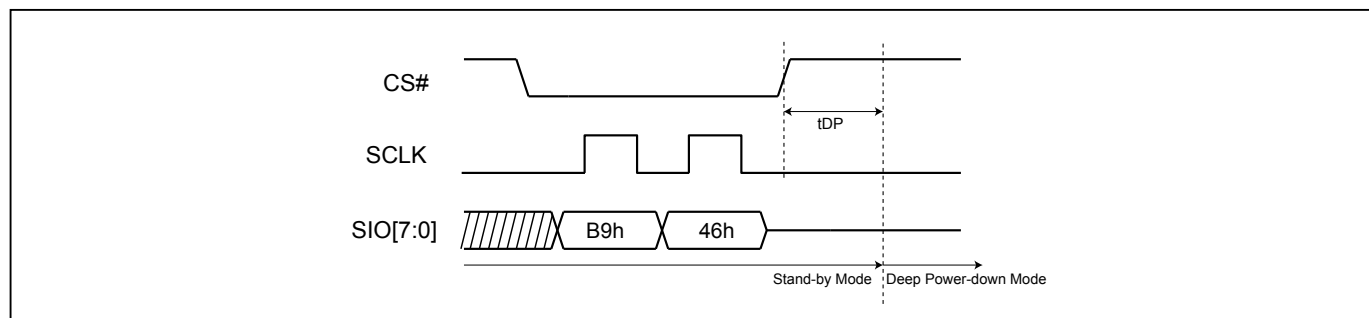 CS#
tDP
SCLK
SIO[7:0]
B9h
46h
Stand-by Mode
Deep Power-down Mode